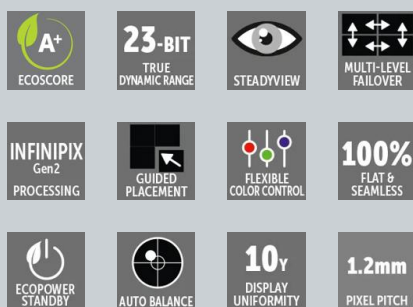 A+
ECOSCORE
23-BIT
TRUE
DYNAMIC RANGE
STEADYVIEW
MULTI-LEVEL
FAILOVER
INFINIPIX
Gen2
PROCESSING
GUIDED
PLACEMENT
FLEXIBLE
COLOR CONTROL
100%
FLAT &
SEAMLESS
ECOPOWER
STANDBY
AUTO BALANCE
10Y
DISPLAY
UNIFORMITY
1.2mm
PIXEL PITCH